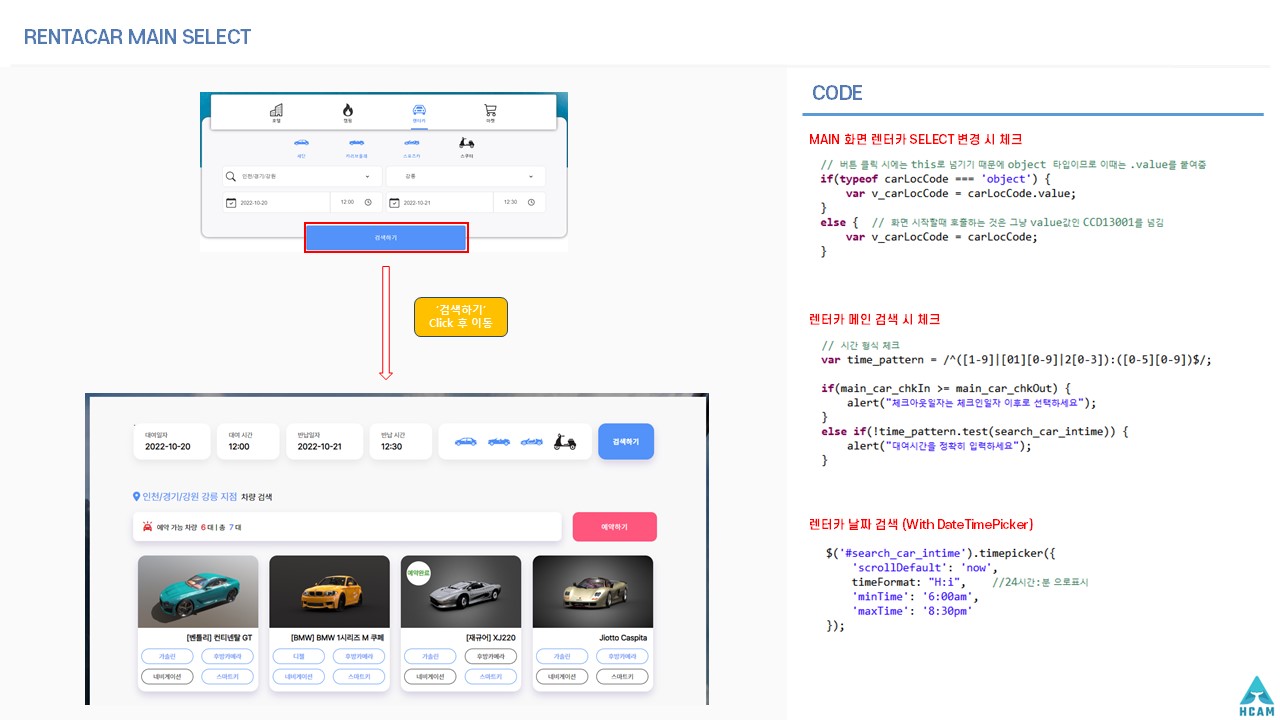 RENTACAR MAIN SELECT
호텔 캠핑 렌터카 마켓
세단 카라브올레 스포츠카 스쿠터
인천/경기/강원 강릉
2022-10-20 12:00 2022-10-21 12:30
검색하기
'검색하기'
Click 후 이동
대여일자 대여 시간 반납일자 반납 시간
2022-10-20 12:00 2022-10-21 12:30 검색하기
인천/경기/강원 강릉 지점 차량 검색
예약 가능 차량 6 대 | 총 7 대 예약하기
예약완료
[벤틀리] 컨티넨탈 GT [BMW] BMW 1시리즈 M 쿠페 [재규어] XJ220 Jiotto Caspita
가솔린 후방카메라 디젤 후방카메라 가솔린 후방카메라 가솔린 후방카메라
네비게이션 스마트키 네비게이션 스마트키 네비게이션 스마트키 네비게이션 스마트키
CODE
MAIN 화면 렌터카 SELECT 변경 시 체크
// 버튼 클릭 시에는 this로 넘기기 때문에 object 타입이므로 이때는 .value를 붙여줌
if(typeof carLocCode === 'object') {
var v_carLocCode = carLocCode.value;
}
else { // 화면 시작할때 호출하는 것은 그냥 value값인 CCD13001를 넘김
var v_carLocCode = carLocCode;
}
렌터카 메인 검색 시 체크
// 시간 형식 체크
var time_pattern = /^([1-9]|[01][0-9]|2[0-3]):([0-5][0-9])$/;
if(main_car_chkIn >= main_car_chkOut) {
alert("체크아웃일자는 체크인일자 이후로 선택하세요");
}
else if(!time_pattern.test(search_car_intime)) {
alert("대여시간을 정확히 입력하세요");
}
렌터카 날짜 검색 (With DateTimePicker)
$('#search_car_intime').timepicker({
'scrollDefault': 'now',
timeFormat: "H:i", //24시간:분 으로표시
'minTime': '6:00am',
'maxTime': '8:30pm'
});
HCAM